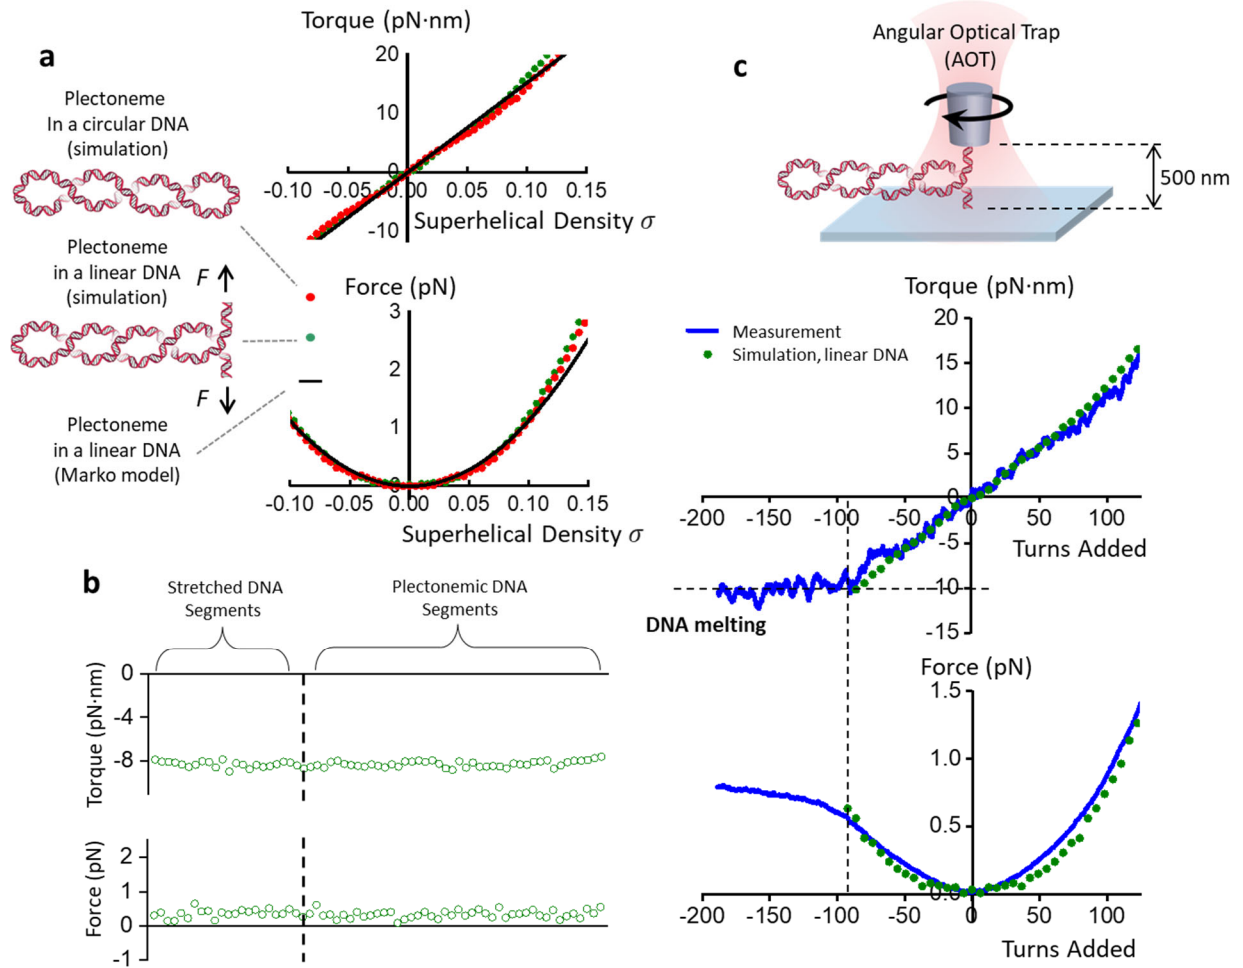 a
Torque (pN·nm)
20
10
0
-10
-0.10
-0.05
0.00
0.05
0.10
0.15
Superhelical Density σ
Plectoneme
In a circular DNA
(simulation)
Plectoneme
in a linear DNA
(simulation)
F
F
Plectoneme
in a linear DNA
(Marko model)
Force (pN)
3
2
1
0
-0.10
-0.05
0.00
0.05
0.10
0.15
Superhelical Density σ
b
Stretched DNA
Segments
Plectonemic DNA
Segments
Torque (pN·nm)
0
-4
-8
Force (pN)
2
1
0
-1
c
Angular Optical Trap
(AOT)
500 nm
Torque (pN·nm)
Measurement
Simulation, linear DNA
20
15
10
5
0
-5
-10
-15
-200
-150
-100
-50
0
50
100
Turns Added
DNA melting
Force (pN)
1.5
1.0
0.5
0.0
-200
-150
-100
-50
0
50
100
Turns Added